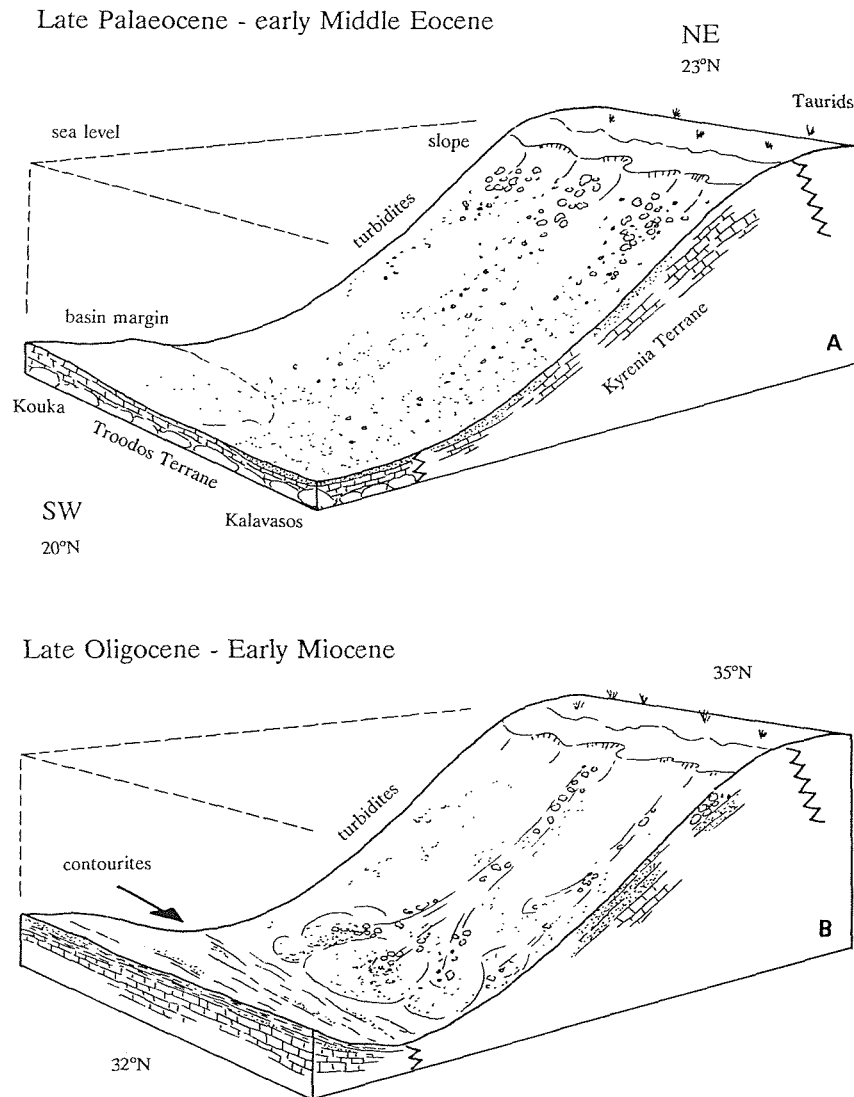 Late Palaeocene - early Middle Eocene
NE
23°N
Taurids
sea level
slope
turbidites
basin margin
Kyrenia Terrane
A
Kouka
Troodos Terrane
Kalavasos
SW
20°N
Late Oligocene - Early Miocene
35°N
turbidites
contourites
B
32°N